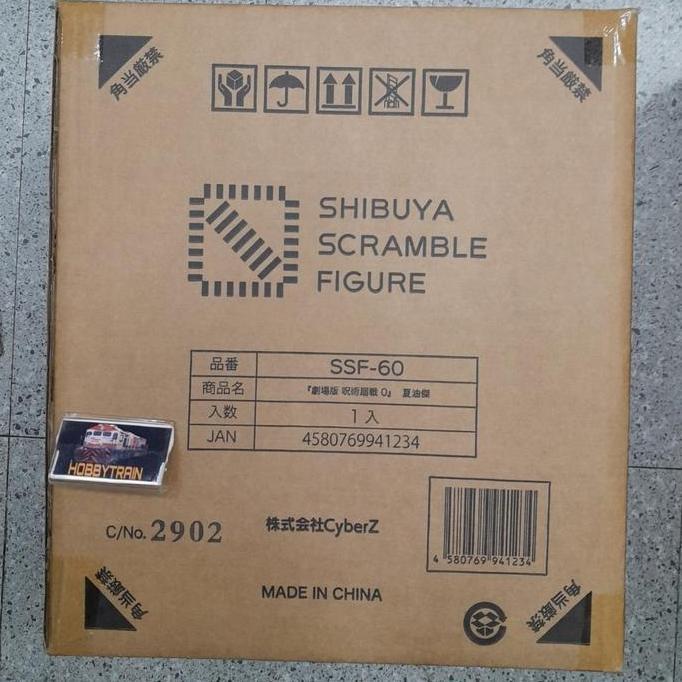 角当厳禁
角当厳禁
SHIBUYA
SCRAMBLE
FIGURE
品番 SSF-60
商品名 『劇場版 呪術廻戦 0』 夏油傑
入数 1入
JAN 4580769941234
HOBBYTRAIN
C/No. 2902
株式会社CyberZ
4 580769 941234
MADE IN CHINA
角当厳禁
角当厳禁